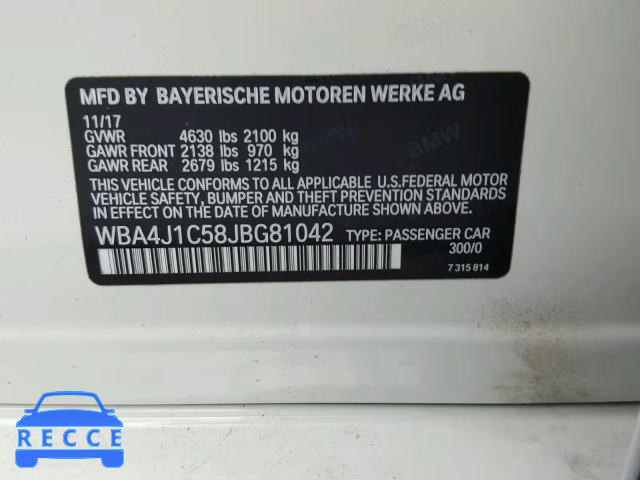 MFD BY BAYERISCHE MOTOREN WERKE AG
11/17
GVWR 4630 lbs 2100 kg
GAWR FRONT 2138 lbs 970 kg
GAWR REAR 2679 lbs 1215 kg
THIS VEHICLE CONFORMS TO ALL APPLICABLE U.S.FEDERAL MOTOR
VEHICLE SAFETY, BUMPER, AND THEFT PREVENTION STANDARDS
IN EFFECT ON THE DATE OF MANUFACTURE SHOWN ABOVE.
WBA4J1C58JBG81042 TYPE: PASSENGER CAR
300/0
7 315 814
BMW
RECCE